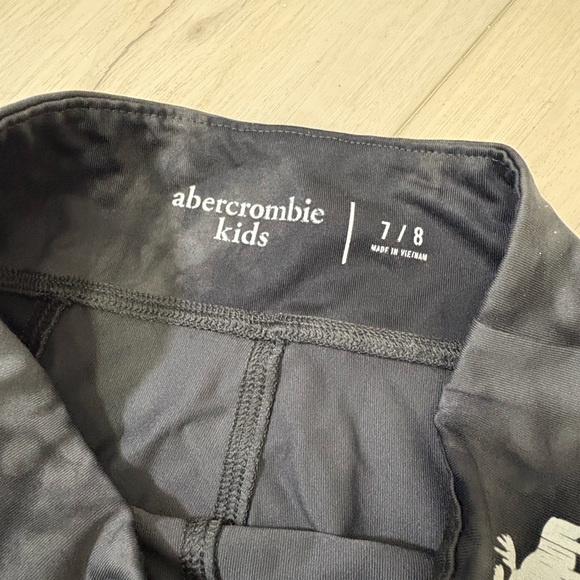 abercrombie
kids
7 / 8
MADE IN VIETNAM